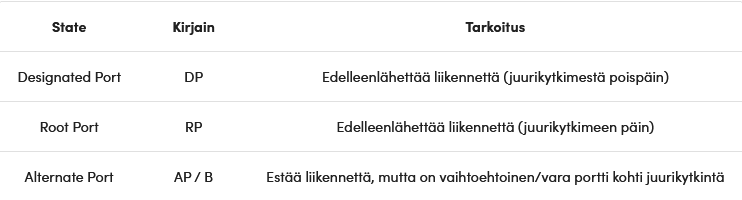 State Kirjain Tarkoitus
Designated Port DP Edelleenlähettää liikennettä (juurikytkimestä poispäin)
Root Port RP Edelleenlähettää liikennettä (juurikytkimeen päin)
Alternate Port AP / B Estää liikennettä, mutta on vaihtoehtoinen/vara portti kohti juurikytkintä